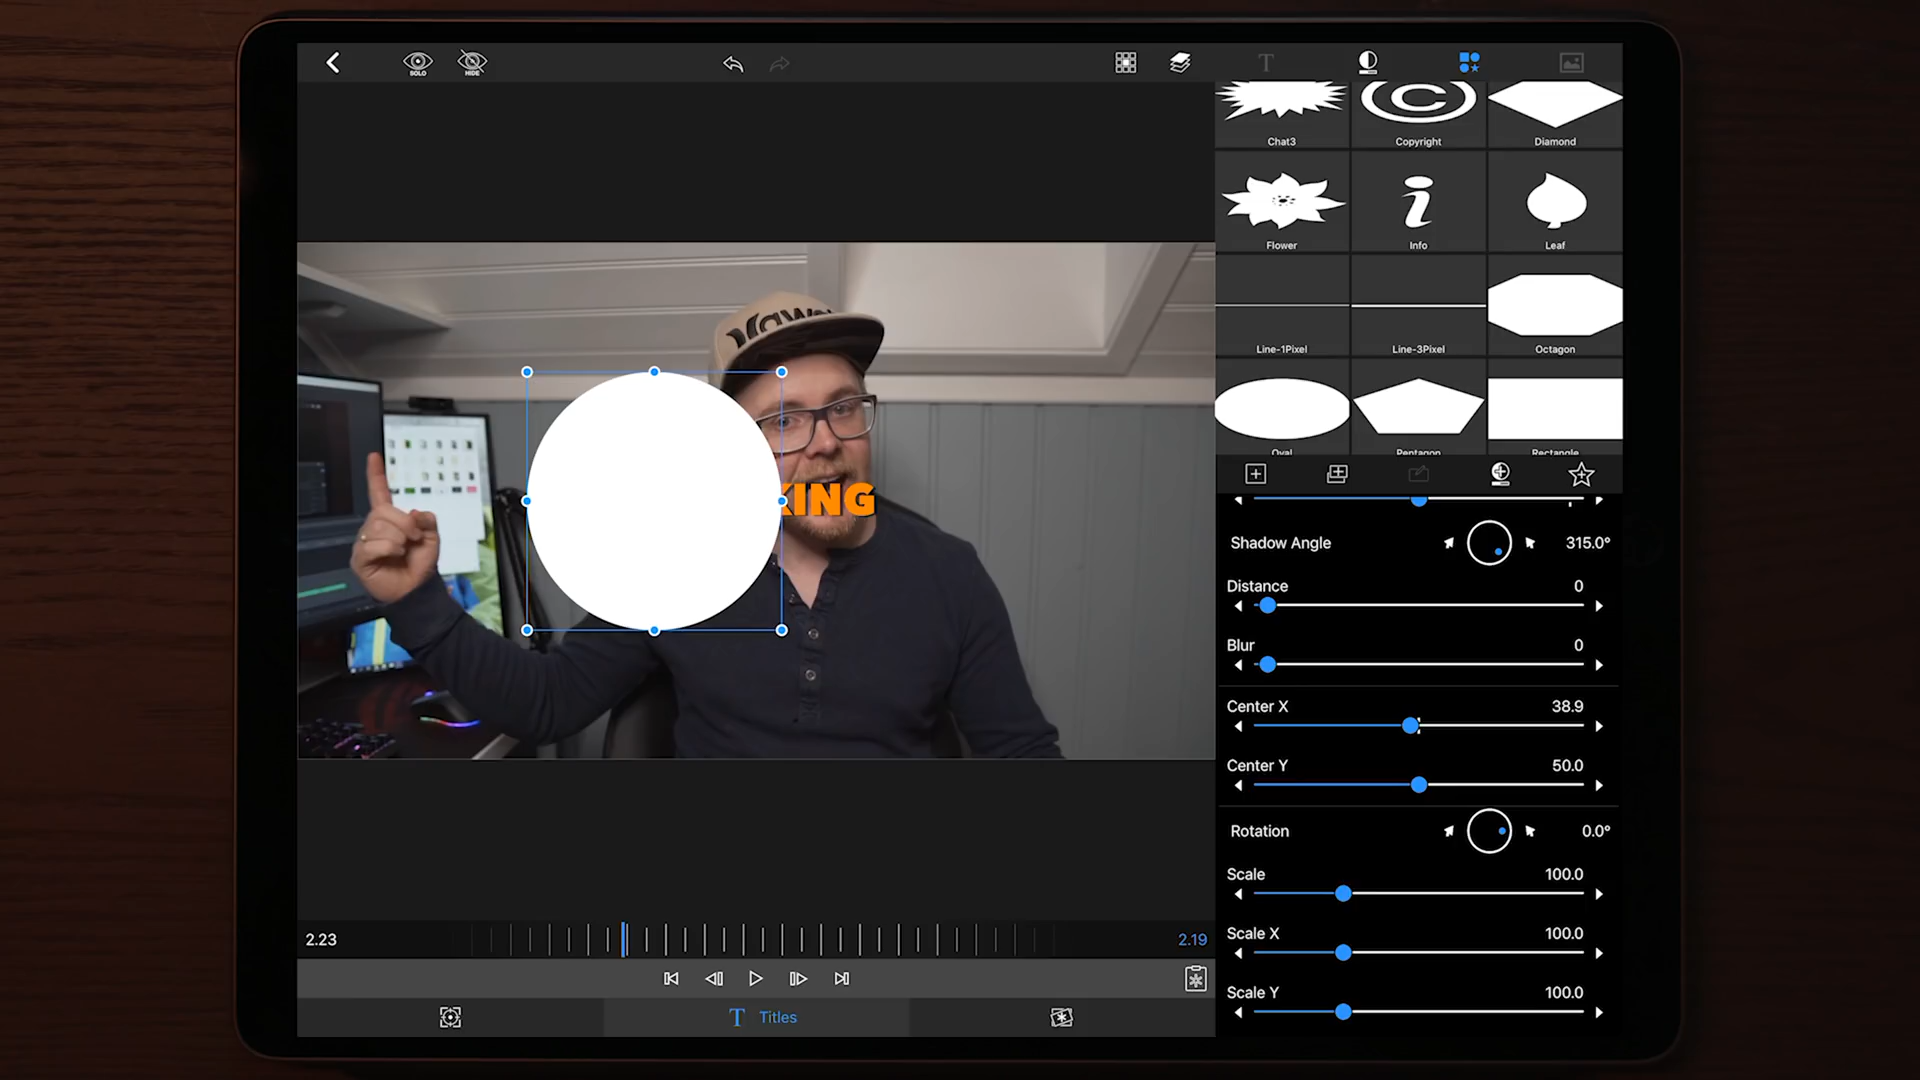 SOLO
HIDE
T
Chat3
Copyright
Diamond
Flower
Info
Leaf
Line-1Pixel
Line-3Pixel
Octagon
Oval
Pentagon
Rectangle
KING
Shadow Angle
315.0°
Distance
0
Blur
0
Center X
38.9
Center Y
50.0
Rotation
0.0°
Scale
100.0
Scale X
100.0
Scale Y
100.0
2.23
2.19
T Titles